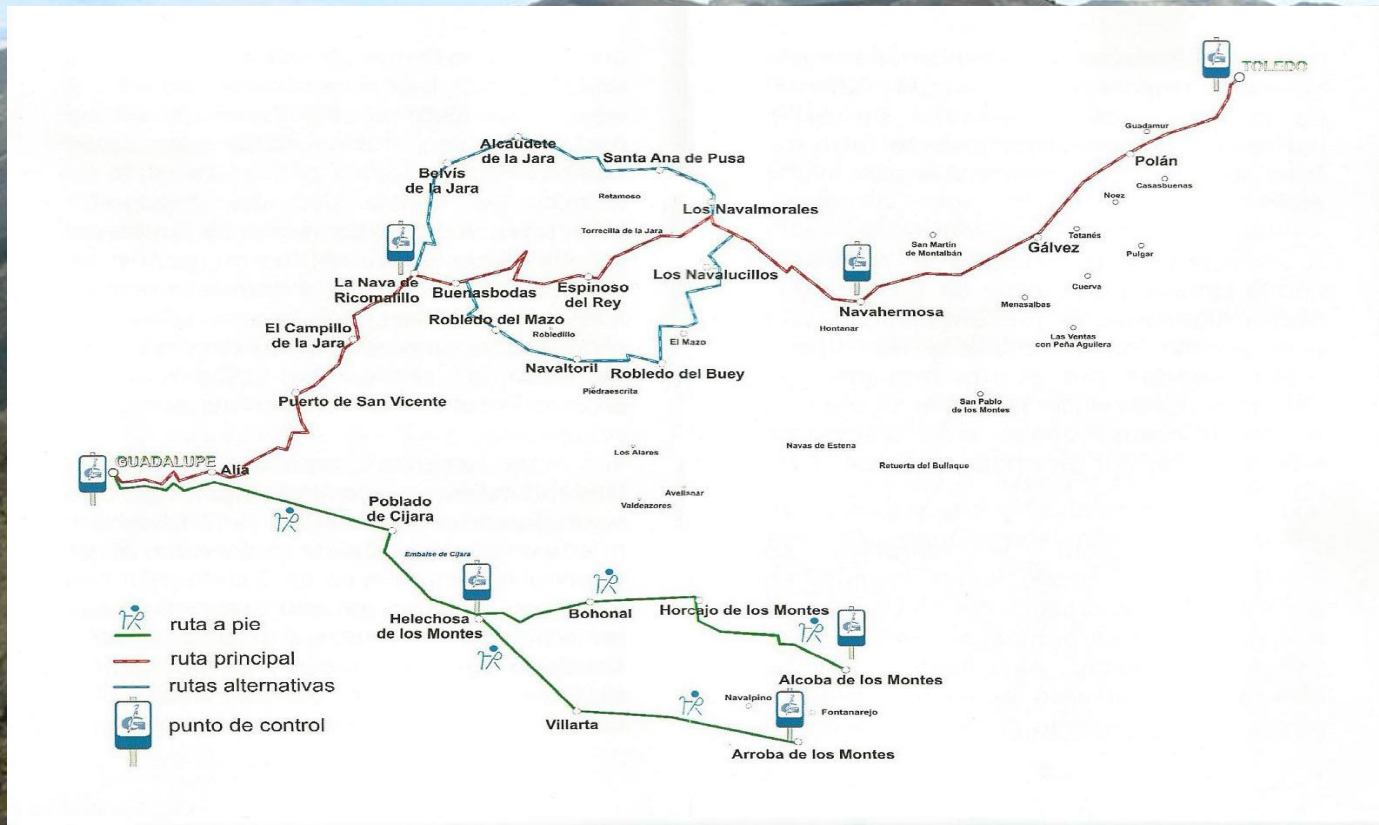 TOLEDO
Guadamur
Polán
Casasbuenas
Noez
Alcaudete
de la Jara
Santa Ana de Pusa
Belvís
de la Jara
Retamoso
Los Navalmorales
Torrecilla de la Jara
San Martín
de Montalbán
Gálvez
Totanés
Pulgar
Los Navalucillos
Cuerva
La Nava de
Ricomalillo
Buenasbodas
Espinoso
del Rey
Navahermosa
Menasalbas
El Campillo
de la Jara
Robledo del Mazo
Robledillo
El Mazo
Hontanar
Las Ventas
con Peña Aguilera
Navaltoril
Robledo del Buey
Piedraescrita
Puerto de San Vicente
San Pablo
de los Montes
Los Alares
Navas de Estena
GUADALUPE
Alía
Retuerta del Bullaque
Poblado
de Cijara
Avellanar
Valdeazores
Embalse de Cijara
Helechosa
de los Montes
Bohonal
Horcajo de los Montes
Alcoba de los Montes
Navalpino
Fontanarejo
Villarta
Arroba de los Montes
ruta a pie
ruta principal
rutas alternativas
punto de control